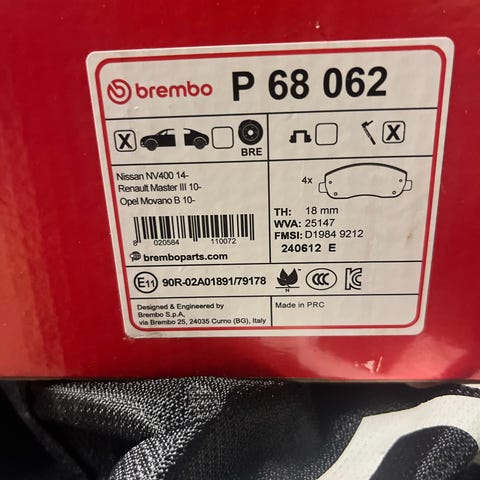 brembo P 68 062
X BRE X
Nissan NV400 14-
Renault Master III 10-
Opel Movano B 10-
4x
8 020584 110072
bremboparts.com
TH: 18 mm
WVA: 25147
FMSI: D1984 9212
240612 E
E11 90R-02A01891/79178
H
CCC
KC
Designed & Engineered by
Brembo S.p.A,
via Brembo 25, 24035 Curno (BG), Italy
Made in PRC